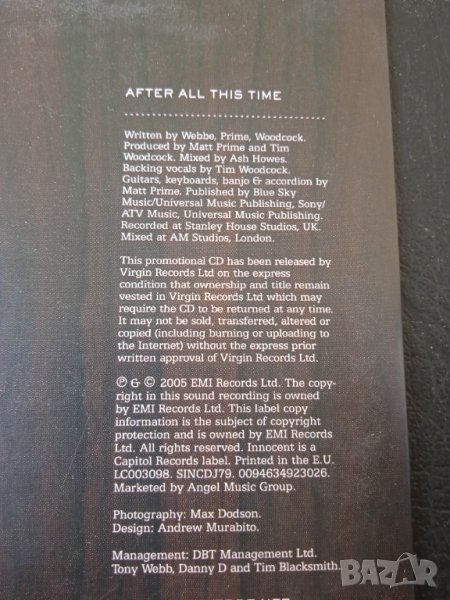 AFTER ALL THIS TIME
Written by Webbe, Prime, Woodcock.
Produced by Matt Prime and Tim
Woodcock. Mixed by Ash Howes.
Backing vocals by Tim Woodcock.
Guitars, keyboards, banjo & accordion by
Matt Prime. Published by Blue Sky
Music/Universal Music Publishing, Sony/
ATV Music, Universal Music Publishing.
Recorded at Stanley House Studios, UK.
Mixed at AM Studios, London.
This promotional CD has been released by
Virgin Records Ltd on the express
condition that ownership and title remain
vested in Virgin Records Ltd which may
require the CD to be returned at any time.
It may not be sold, transferred, altered or
copied (including burning or uploading to
the Internet) without the express prior
written approval of Virgin Records Ltd.
℗ & © 2005 EMI Records Ltd. The copy-
right in this sound recording is owned
by EMI Records Ltd. This label copy
information is the subject of copyright
protection and is owned by EMI Records
Ltd. All rights reserved. Innocent is a
Capitol Records label. Printed in the E.U.
LC003098. SINCDJ79. 0094634923026.
Marketed by Angel Music Group.
Photography: Max Dodson.
Design: Andrew Murabito.
Management: DBT Management Ltd.
Tony Webb, Danny D and Tim Blacksmith.
BAZAR.BG